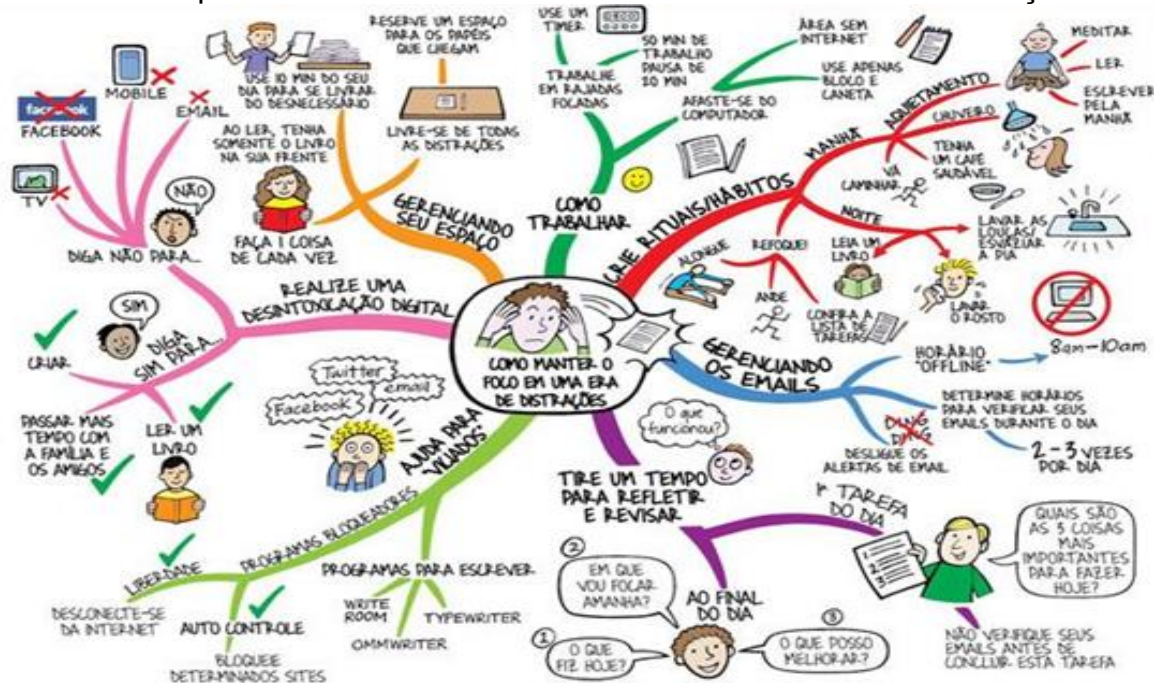 COMO MANTER O
FOCO EM UMA ERA
DE DISTRAÇÕES
GERENCIANDO
SEU ESPAÇO
USE 10 MIN DO SEU
DIA PARA SE LIVRAR
DO DESNECESSÁRIO
RESERVE UM ESPAÇO
PARA OS PAPÉIS
QUE CHEGAM
LIVRE-SE DE TODAS
AS DISTRAÇÕES
AO LER, TENHA
SOMENTE O LIVRO
NA SUA FRENTE
FAÇA 1 COISA
DE CADA VEZ
COMO
TRABALHAR
USE UM
TIMER
50 MIN DE
TRABALHO
PAUSA DE
10 MIN
TRABALHE
EM RAJADAS
FOCADAS
AFASTE-SE DO
COMPUTADOR
ÁREA SEM
INTERNET
USE APENAS
BLOCO E
CANETA
CRIE RITUAIS/HÁBITOS
MANHÃ
AQUIETAMENTO
MEDITAR
LER
ESCREVER
PELA
MANHÃ
CHUVEIRO
TENHA
UM CAFÉ
SAUDÁVEL
VÁ
CAMINHAR
NOITE
LAVAR AS
LOUÇAS/
ESVAZIAR
A PIA
LEIA UM
LIVRO
LAVAR
O ROSTO
REFOQUE!
ALONGUE
ANDE
CONFIRA A
LISTA DE
TAREFAS
GERENCIANDO
OS EMAILS
HORÁRIO
"OFFLINE"
8am-10am
DETERMINE HORÁRIOS
PARA VERIFICAR SEUS
EMAILS DURANTE O DIA
2-3 VEZES
POR DIA
DING
DING
DESLIGUE OS
ALERTAS DE EMAIL
TIRE UM TEMPO
PARA REFLETIR
E REVISAR
O que
funcionou?
1ª TAREFA
DO DIA
1
2
3
QUAIS SÃO
AS 3 COISAS
MAIS
IMPORTANTES
PARA FAZER
HOJE?
NÃO VERIFIQUE SEUS
EMAILS ANTES DE
CONCLUIR ESTA TAREFA
AO FINAL
DO DIA
1
O QUE
FIZ HOJE?
2
EM QUE
VOU FOCAR
AMANHA?
3
O QUE POSSO
MELHORAR?
AJUDA PARA
"VICIADOS"
Twitter
email
Facebook
PROGRAMAS PARA ESCREVER
WRITE
ROOM
OMMWRITER
TYPEWRITER
PROGRAMAS BLOQUEADORES
LIBERDADE
DESCONECTE-SE
DA INTERNET
AUTO CONTROLE
BLOQUEIE
DETERMINADOS SITES
REALIZE UMA
DESINTOXICAÇÃO DIGITAL
DIGA NÃO PARA...
NÃO
TV
facebook
FACEBOOK
MOBILE
EMAIL
DIGA
SIM PARA...
SIM
CRIAR
PASSAR MAIS
TEMPO COM
A FAMÍLIA E
OS AMIGOS
LER UM
LIVRO